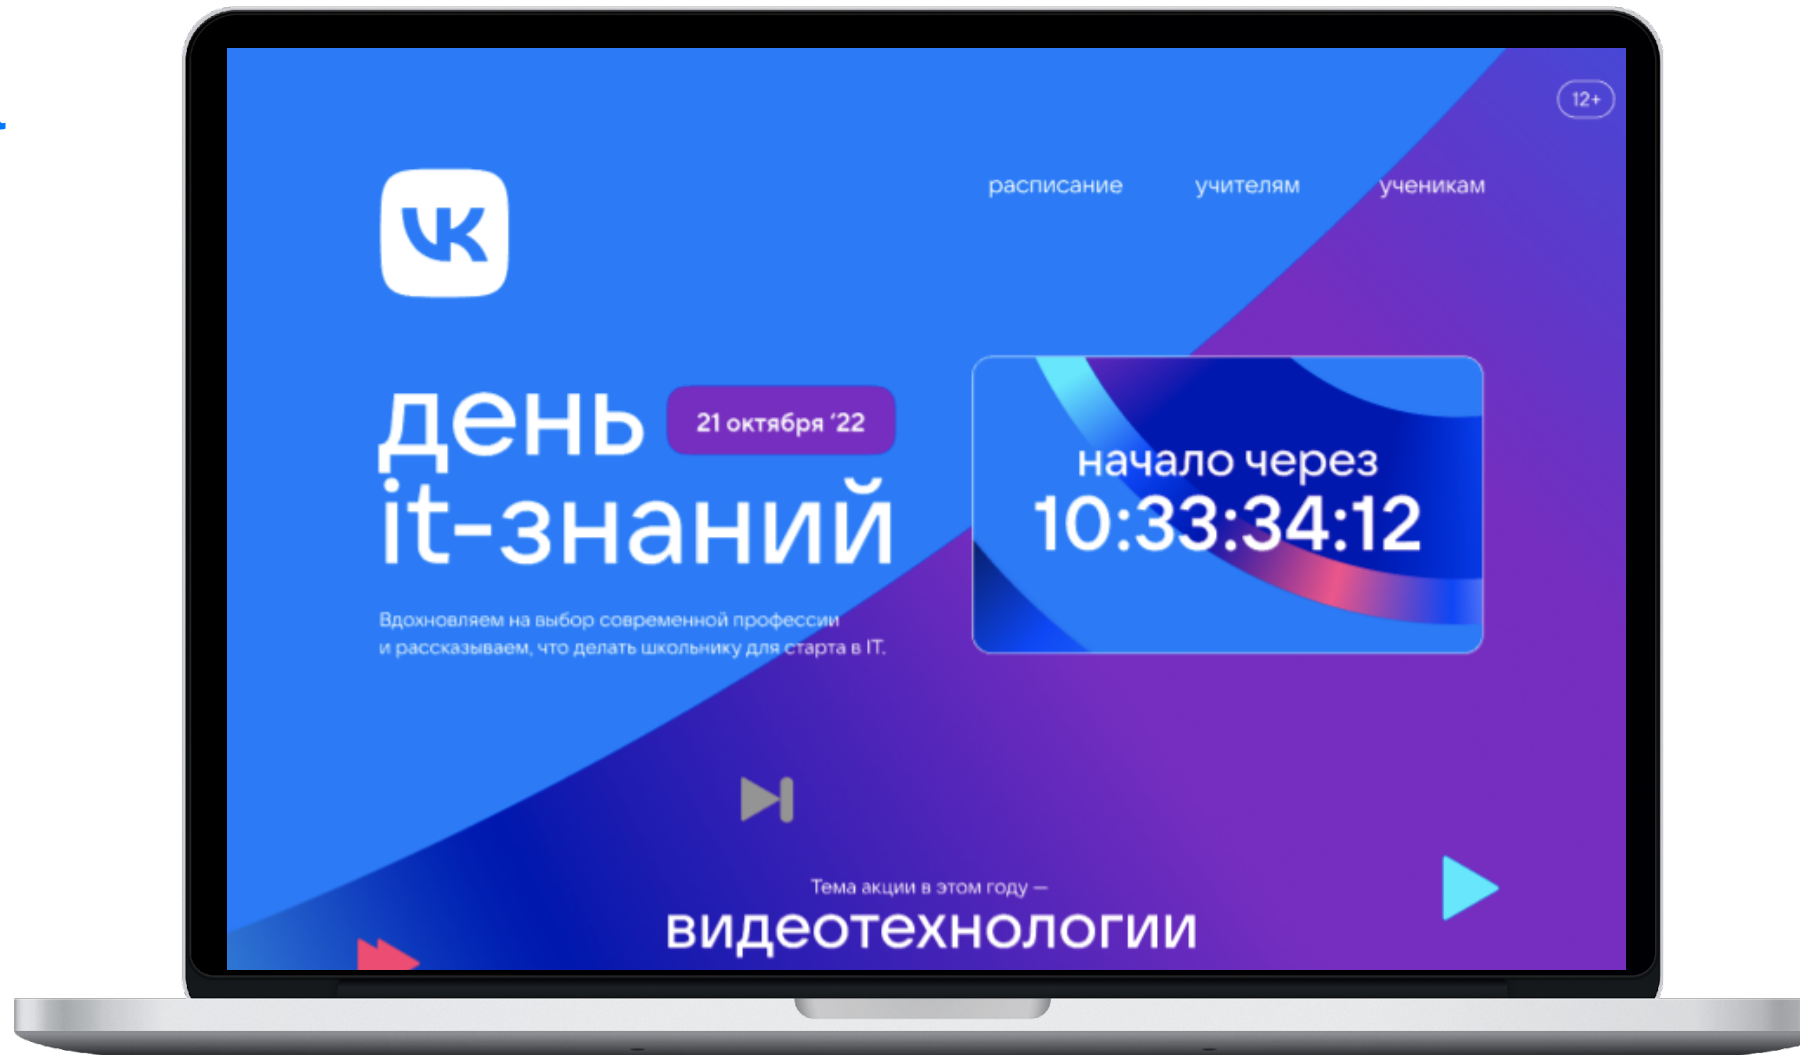 12+
VK
расписание учителям ученикам
день
21 октября ‘22
it-знаний
Вдохновляем на выбор современной профессии
и рассказываем, что делать школьнику для старта в IT.
начало через
10:33:34:12
Тема акции в этом году —
видеотехнологии